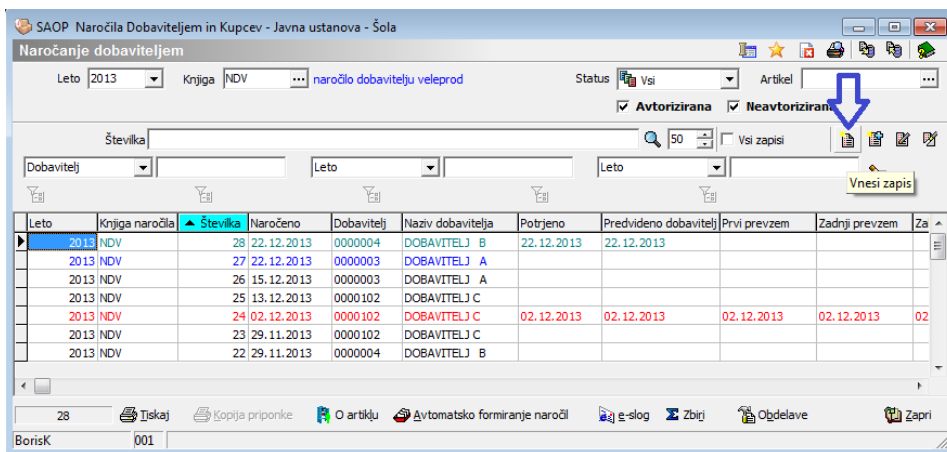 SAOP Naročila Dobaviteljem in Kupcev - Javna ustanova - Šola
Naročanje dobaviteljem
Leto 2013 Knjiga NDV ... naročilo dobavitelju veleprod Status Vsi Artikel ...
Avtorizirana Neavtorizirana
Številka 50 Vsi zapisi
Dobavitelj Leto Leto
Vnesi zapis
Leto Knjiga naročila Številka Naročeno Dobavitelj Naziv dobavitelja Potrjeno Predvideno dobavitelj Prvi prevzem Zadnji prevzem Za
2013 NDV 28 22.12.2013 0000004 DOBAVITELJ B 22.12.2013 22.12.2013
2013 NDV 27 22.12.2013 0000003 DOBAVITELJ A
2013 NDV 26 15.12.2013 0000003 DOBAVITELJ A
2013 NDV 25 13.12.2013 0000102 DOBAVITELJ C
2013 NDV 24 02.12.2013 0000102 DOBAVITELJ C 02.12.2013 02.12.2013 02.12.2013 02.12.2013 02
2013 NDV 23 29.11.2013 0000102 DOBAVITELJ C
2013 NDV 22 29.11.2013 0000004 DOBAVITELJ B
28 Tiskaj Kopija priponke O artiklu Avtomatsko formiranje naročil e-slog Zbiri Obdelave Zapri
BorisK 001